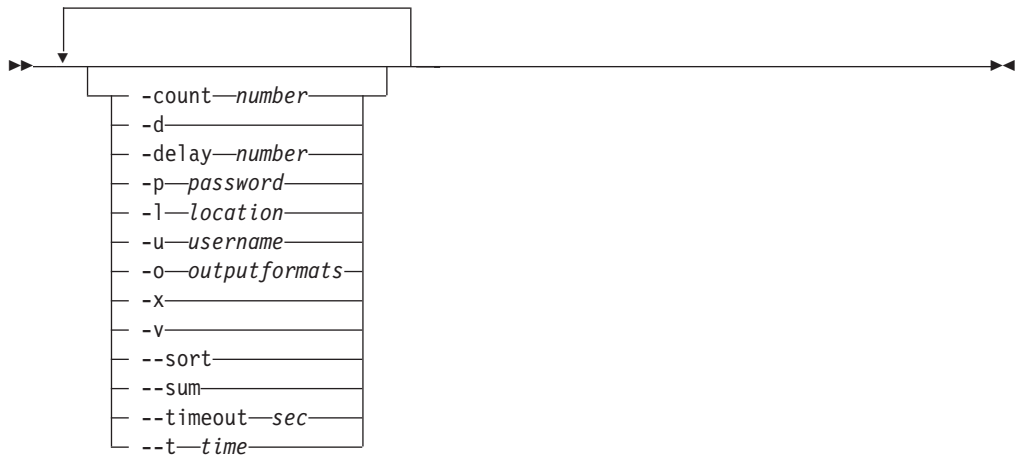 -count number
-d
-delay number
-p password
-l location
-u username
-o outputformats
-x
-v
--sort
--sum
--timeout sec
--t time